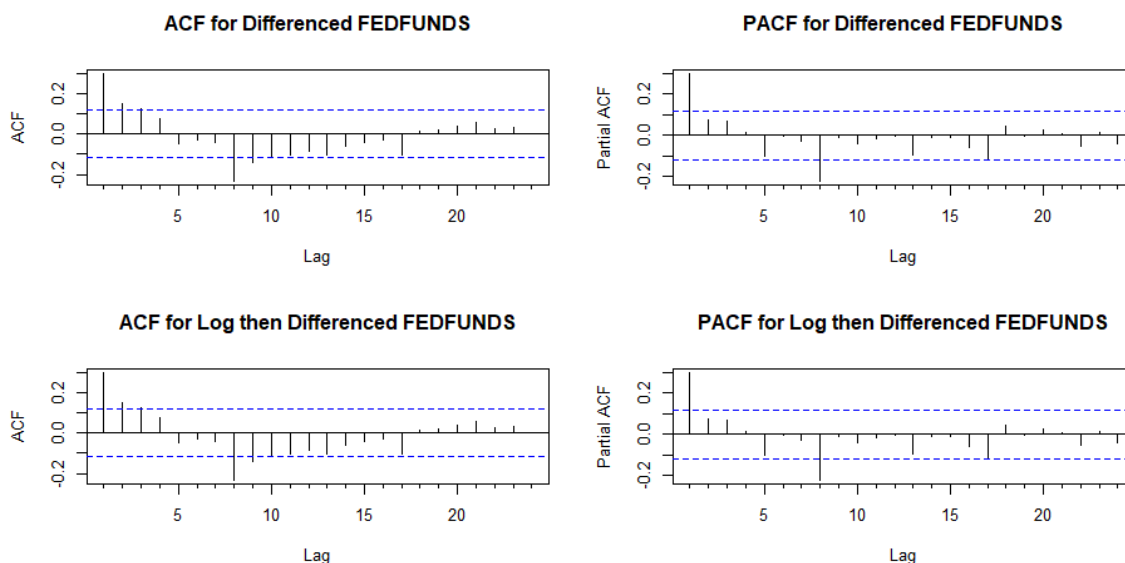 ACF for Differenced FEDFUNDS
ACF
0.2
0.0
-0.2
5 10 15 20
Lag
PACF for Differenced FEDFUNDS
Partial ACF
0.2
0.0
-0.2
5 10 15 20
Lag
ACF for Log then Differenced FEDFUNDS
ACF
0.2
0.0
-0.2
5 10 15 20
Lag
PACF for Log then Differenced FEDFUNDS
Partial ACF
0.2
0.0
-0.2
5 10 15 20
Lag